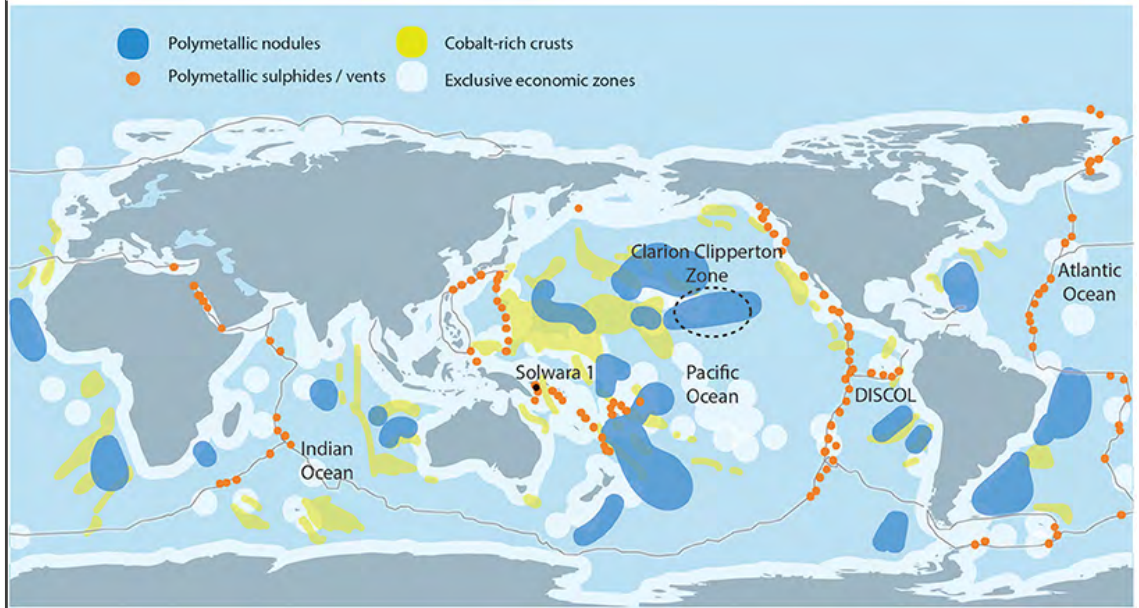 Polymetallic nodules
Cobalt-rich crusts
Polymetallic sulphides / vents
Exclusive economic zones
Clarion Clipperton
Zone
Atlantic
Ocean
Solwara 1
Pacific
Ocean
DISCOL
Indian
Ocean